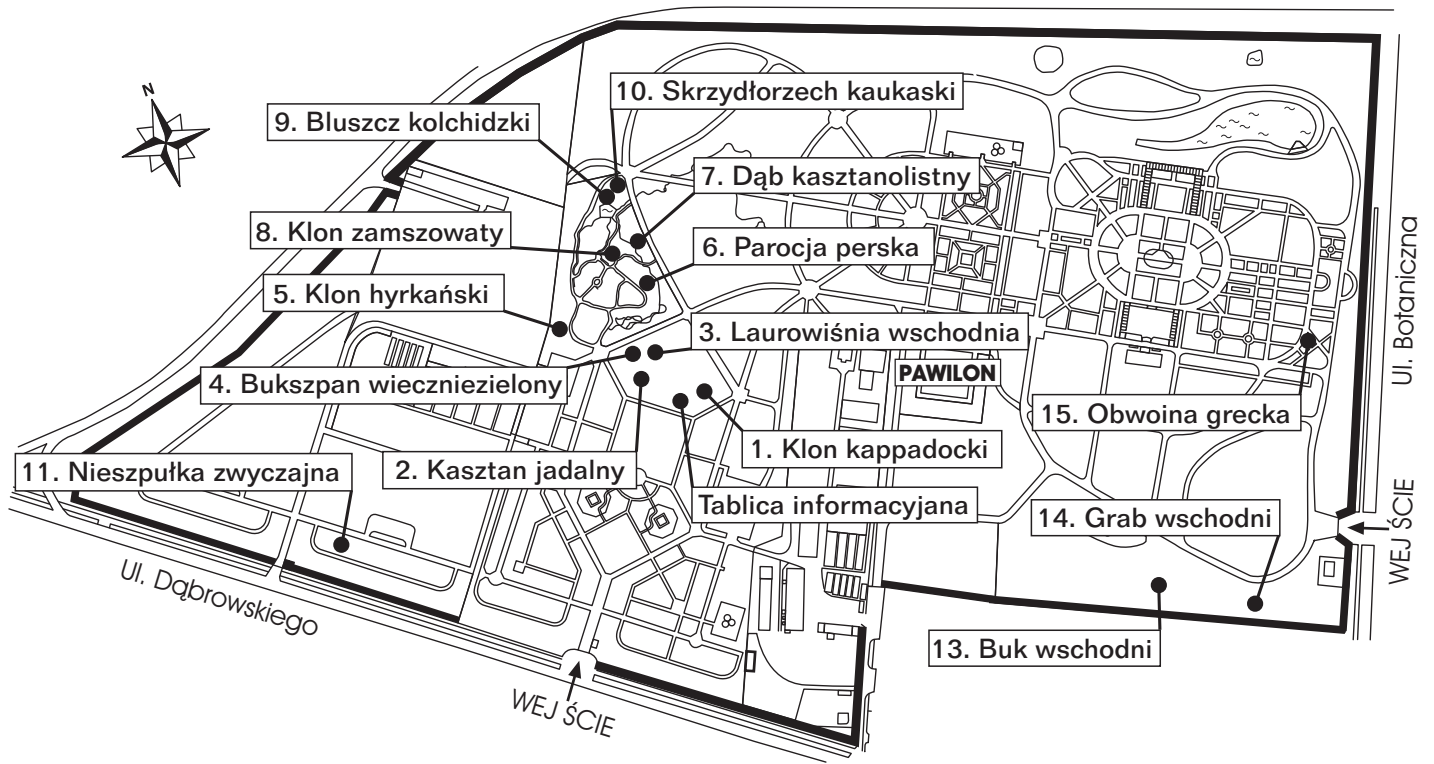 N
10. Skrzydłorzech kaukaski
9. Bluszcz kolchidzki
7. Dąb kasztanolistny
8. Klon zamszowaty
6. Parocja perska
5. Klon hyrkański
3. Laurowiśnia wschodnia
4. Bukszpan wieczniezielony
PAWILON
Ul. Botaniczna
15. Obwoina grecka
1. Klon kappadocki
2. Kasztan jadalny
11. Nieszpułka zwyczajna
Tablica informacyjana
14. Grab wschodni
WEJ ŚCIE
Ul. Dąbrowskiego
13. Buk wschodni
WEJ ŚCIE